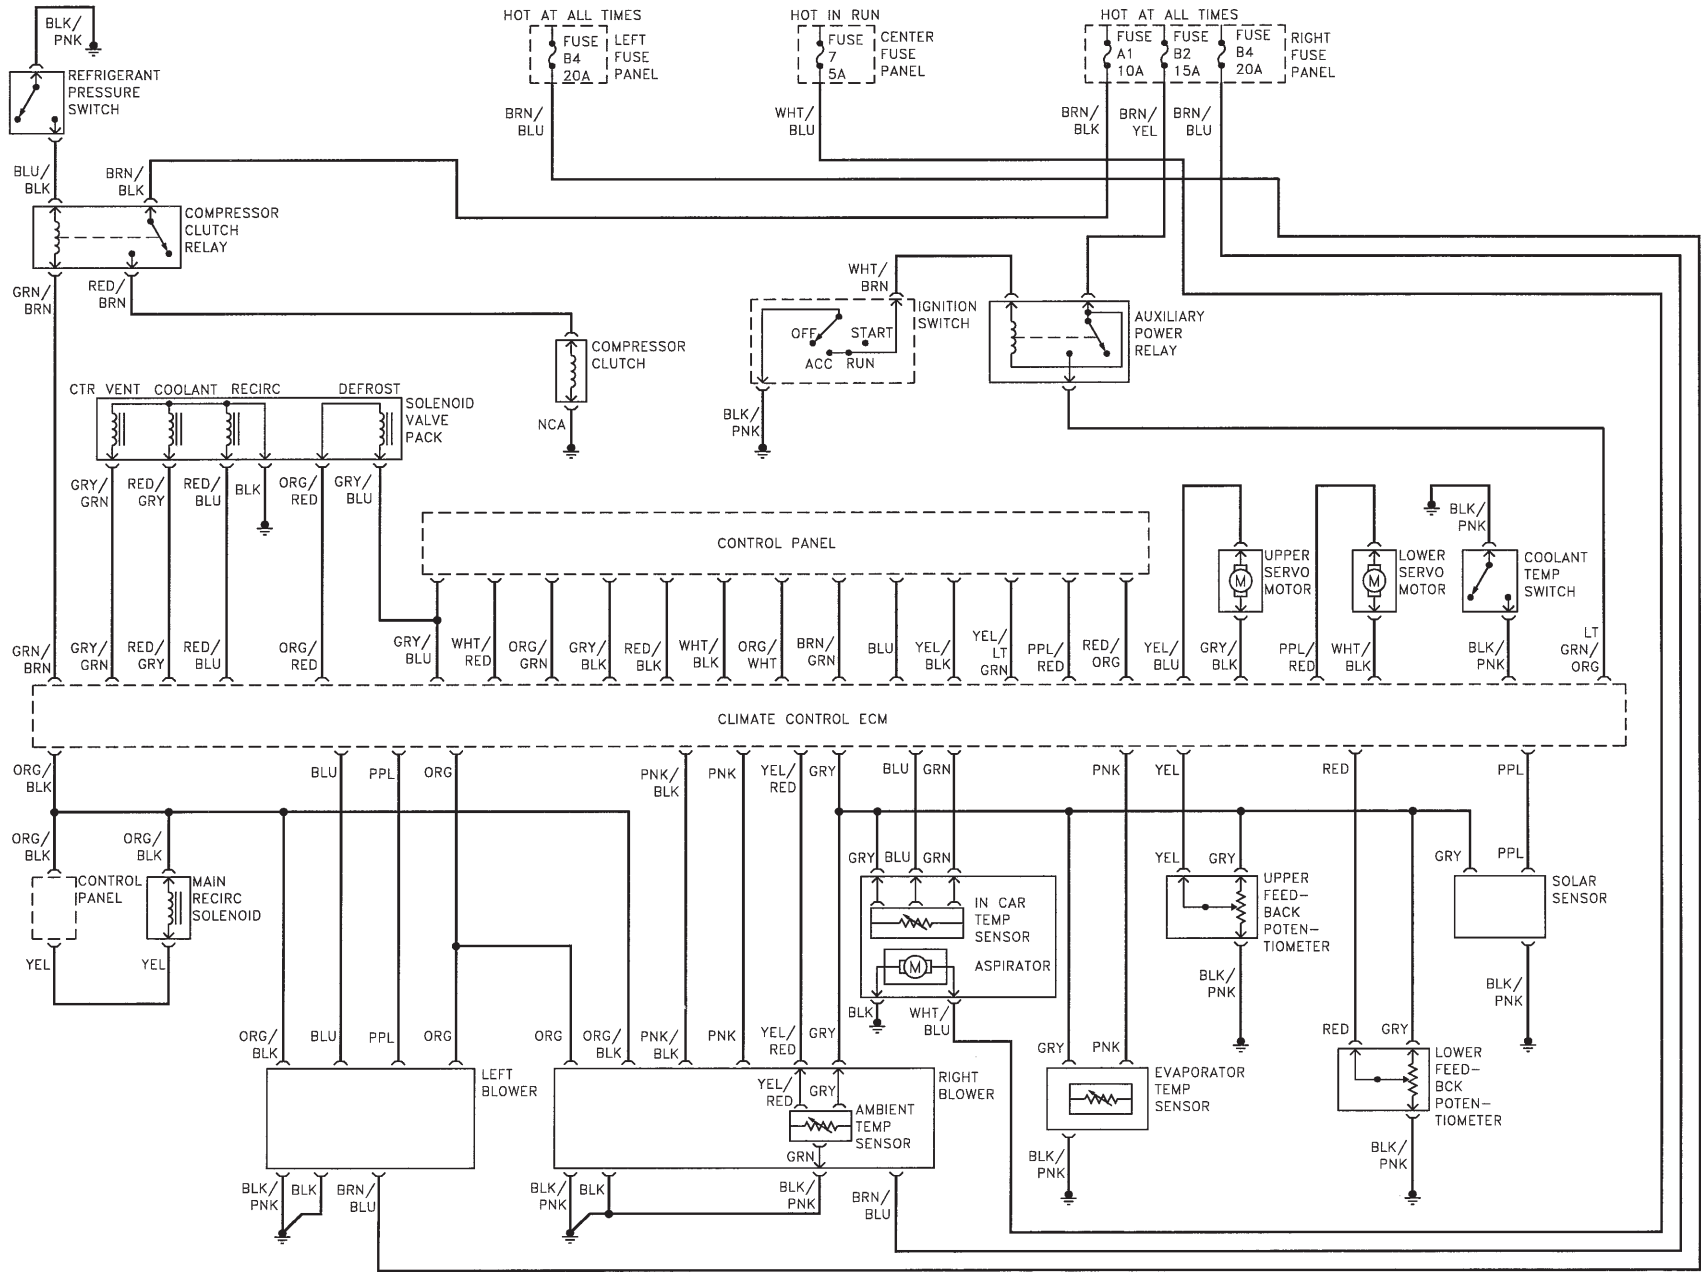 HOT AT ALL TIMES
HOT IN RUN
HOT AT ALL TIMES
BLK/
PNK
FUSE
B4
20A
LEFT
FUSE
PANEL
FUSE
7
5A
CENTER
FUSE
PANEL
FUSE
A1
10A
FUSE
B2
15A
FUSE
B4
20A
RIGHT
FUSE
PANEL
REFRIGERANT
PRESSURE
SWITCH
BRN/
BLU
WHT/
BLU
BRN/
BLK
BRN/
YEL
BRN/
BLU
BLU/
BLK
BRN/
BLK
COMPRESSOR
CLUTCH
RELAY
GRN/
BRN
RED/
BRN
WHT/
BRN
IGNITION
SWITCH
OFF
START
ACC
RUN
AUXILIARY
POWER
RELAY
COMPRESSOR
CLUTCH
NCA
BLK/
PNK
CTR VENT
COOLANT
RECIRC
DEFROST
SOLENOID
VALVE
PACK
GRY/
GRN
RED/
GRY
RED/
BLU
BLK
ORG/
RED
GRY/
BLU
CONTROL PANEL
BLK/
PNK
UPPER
SERVO
MOTOR
M
LOWER
SERVO
MOTOR
M
COOLANT
TEMP
SWITCH
GRN/
BRN
GRY/
GRN
RED/
GRY
RED/
BLU
ORG/
RED
GRY/
BLU
WHT/
RED
ORG/
GRN
GRY/
BLK
RED/
BLK
WHT/
BLK
ORG/
WHT
BRN/
GRN
BLU
YEL/
BLK
YEL/
LT
GRN
PPL/
RED
RED/
ORG
YEL/
BLU
GRY/
BLK
PPL/
RED
WHT/
BLK
BLK/
PNK
LT
GRN/
ORG
CLIMATE CONTROL ECM
ORG/
BLK
BLU
PPL
ORG
PNK/
BLK
PNK
YEL/
RED
GRY
BLU
GRN
PNK
YEL
RED
PPL
ORG/
BLK
ORG/
BLK
GRY
BLU
GRN
YEL
GRY
GRY
PPL
CONTROL
PANEL
MAIN
RECIRC
SOLENOID
IN CAR
TEMP
SENSOR
M
ASPIRATOR
UPPER
FEED-
BACK
POTEN-
TIOMETER
SOLAR
SENSOR
YEL
YEL
BLK
WHT/
BLU
BLK/
PNK
BLK/
PNK
ORG/
BLK
BLU
PPL
ORG
ORG
ORG/
BLK
PNK/
BLK
PNK
YEL/
RED
GRY
GRY
PNK
RED
GRY
LEFT
BLOWER
YEL/
RED
GRY
AMBIENT
TEMP
SENSOR
GRN
RIGHT
BLOWER
EVAPORATOR
TEMP
SENSOR
LOWER
FEED-
BCK
POTEN-
TIOMETER
BLK/
PNK
BLK
BRN/
BLU
BLK/
PNK
BLK
BLK/
PNK
BRN/
BLU
BLK/
PNK
BLK/
PNK